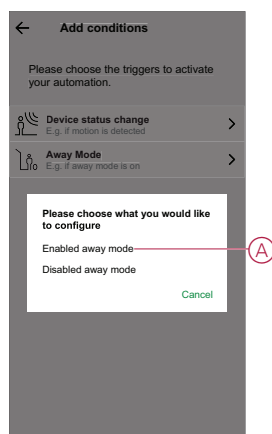 Add conditions
Please choose the triggers to activate
your automation.
Device status change
E.g. if motion is detected
Away Mode
E.g. if away mode is on
Please choose what you would like
to configure
Enabled away mode
A
Disabled away mode
Cancel